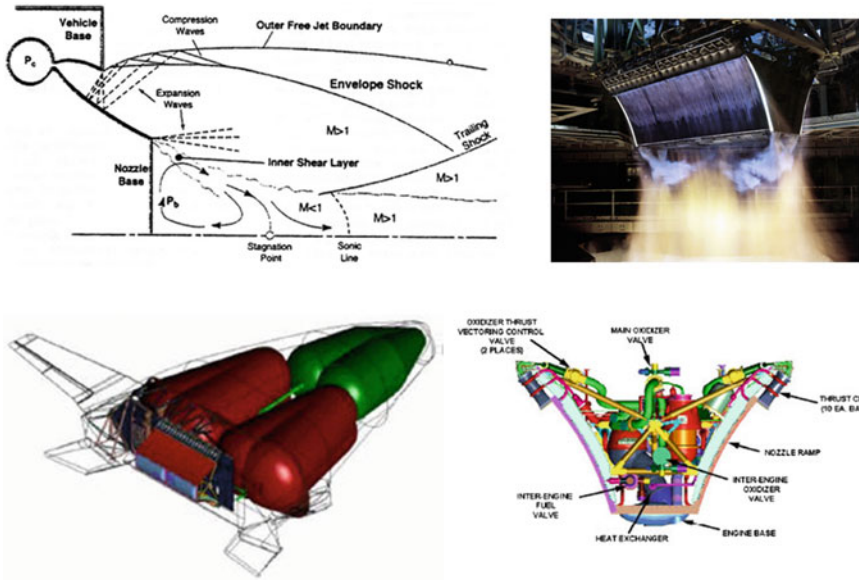 Vehicle
Base
Compression
Waves
Outer Free Jet Boundary
Pc
Expansion
Waves
Envelope Shock
M>1
Trailing
Shock
Inner Shear Layer
Nozzle
Base
Pb
M<1
M>1
M>1
Stagnation
Point
Sonic
Line
OXIDIZER THRUST
VECTORING CONTROL
VALVE
(2 PLACES)
MAIN OXIDIZER
VALVE
THRUST C
(10 EA. BA
NOZZLE RAMP
INTER-ENGINE
OXIDIZER
VALVE
INTER-ENGINE
FUEL
VALVE
HEAT EXCHANGER
ENGINE BASE